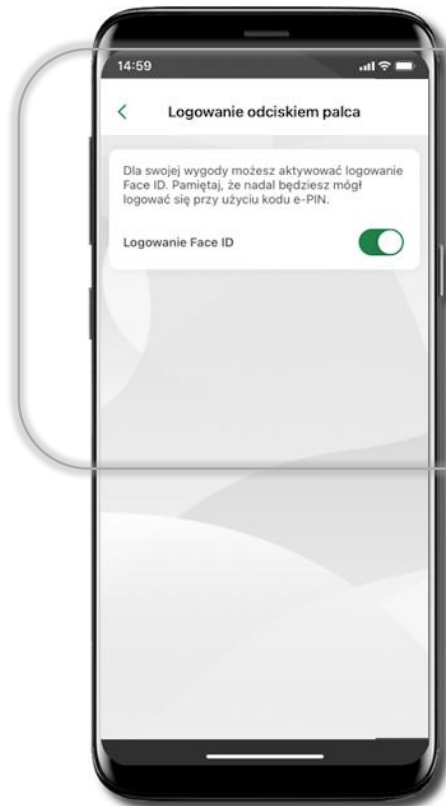 14:59
Logowanie odciskiem palca
Dla swojej wygody możesz aktywować logowanie
Face ID. Pamiętaj, że nadal będziesz mógł
logować się przy użyciu kodu e-PIN.
Logowanie Face ID